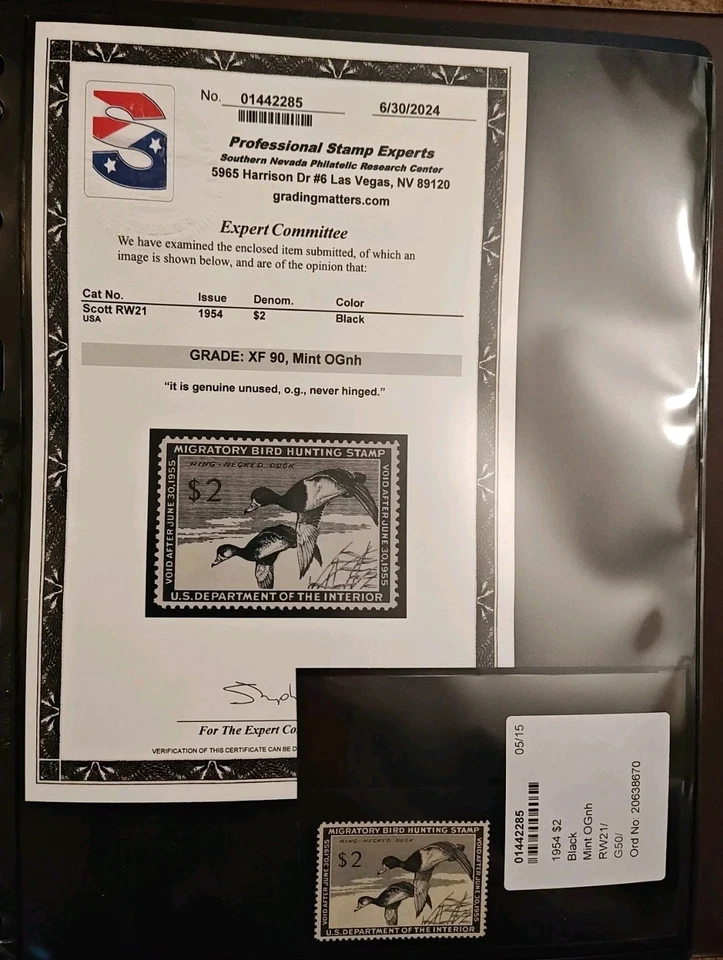 No. 01442285
6/30/2024
Professional Stamp Experts
Southern Nevada Philatelic Research Center
5965 Harrison Dr #6 Las Vegas, NV 89120
gradingmatters.com
Expert Committee
We have examined the enclosed item submitted, of which an
image is shown below, and are of the opinion that:
Cat No. Issue Denom. Color
Scott RW21 1954 $2 Black
USA
GRADE: XF 90, Mint OGnh
“it is genuine unused, o.g., never hinged.”
MIGRATORY BIRD HUNTING STAMP
RING-NECKED DUCK
$2
VOID AFTER JUNE 30,1955
VOID AFTER JUNE 30,1955
U.S. DEPARTMENT OF THE INTERIOR
For The Expert Co
VERIFICATION OF THIS CERTIFICATE CAN BE D
01442285
05/15
1954 $2
Black
Mint OGnh
RW21/
G50/
Ord No: 20638670
MIGRATORY BIRD HUNTING STAMP
RING-NECKED DUCK
$2
VOID AFTER JUNE 30,1955
VOID AFTER JUNE 30,1955
U.S. DEPARTMENT OF THE INTERIOR